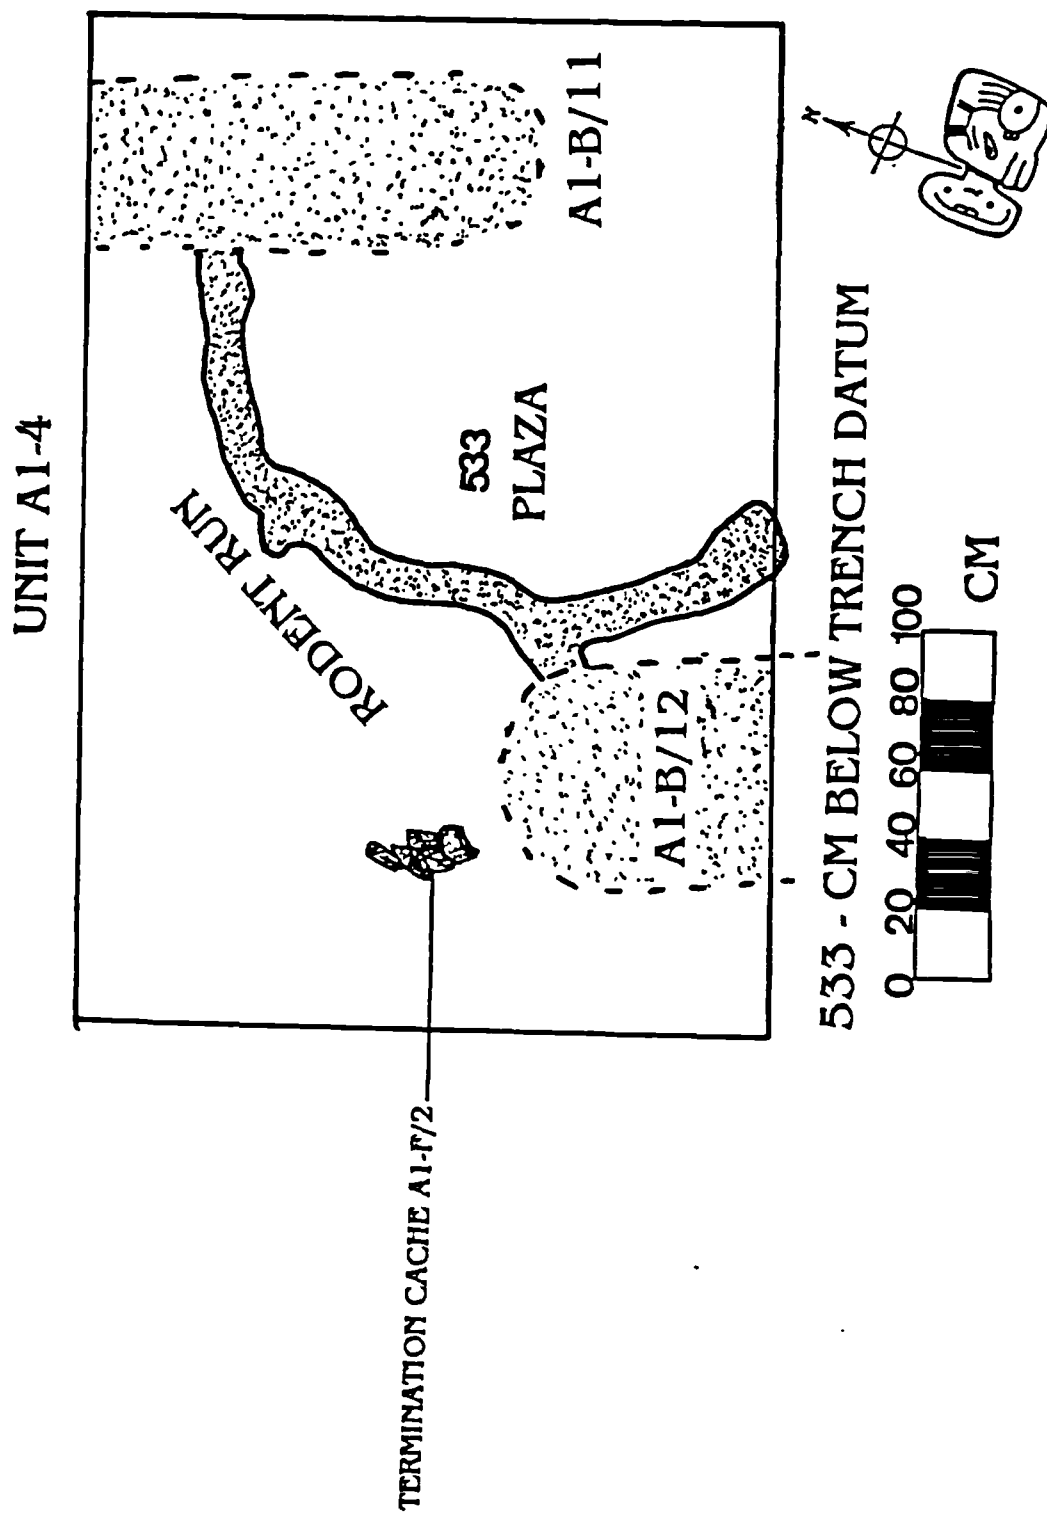 UNIT A1-4
TERMINATION CACHE A1-F/2
RODENT RUN
533
PLAZA
A1-B/11
A1-B/12
533 - CM BELOW TRENCH DATUM
0 20 40 60 80 100
CM
N